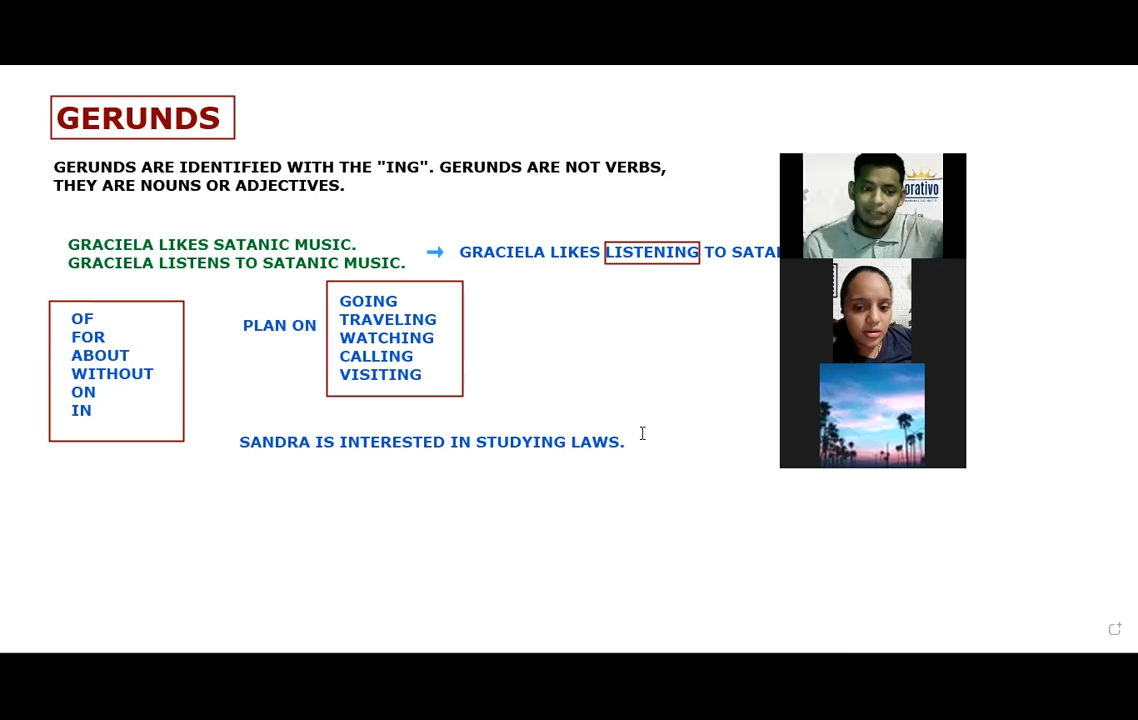 GERUNDS
GERUNDS ARE IDENTIFIED WITH THE "ING". GERUNDS ARE NOT VERBS,
THEY ARE NOUNS OR ADJECTIVES.
GRACIELA LIKES SATANIC MUSIC.
GRACIELA LISTENS TO SATANIC MUSIC.
→ GRACIELA LIKES LISTENING TO SATAN
OF
FOR
ABOUT
WITHOUT
ON
IN
PLAN ON
GOING
TRAVELING
WATCHING
CALLING
VISITING
SANDRA IS INTERESTED IN STUDYING LAWS.
orativo